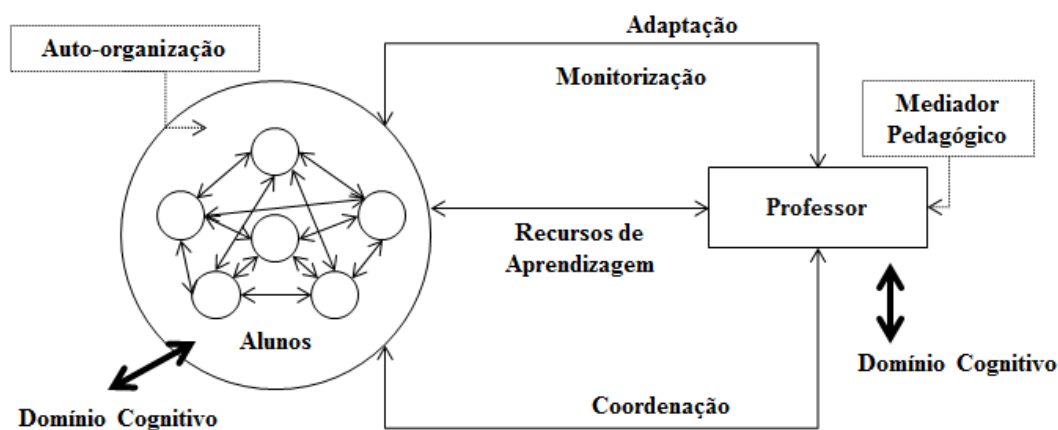 Adaptação
Auto-organização
Monitorização
Mediador
Pedagógico
Professor
Recursos de
Aprendizagem
Alunos
Domínio Cognitivo
Coordenação
Domínio Cognitivo